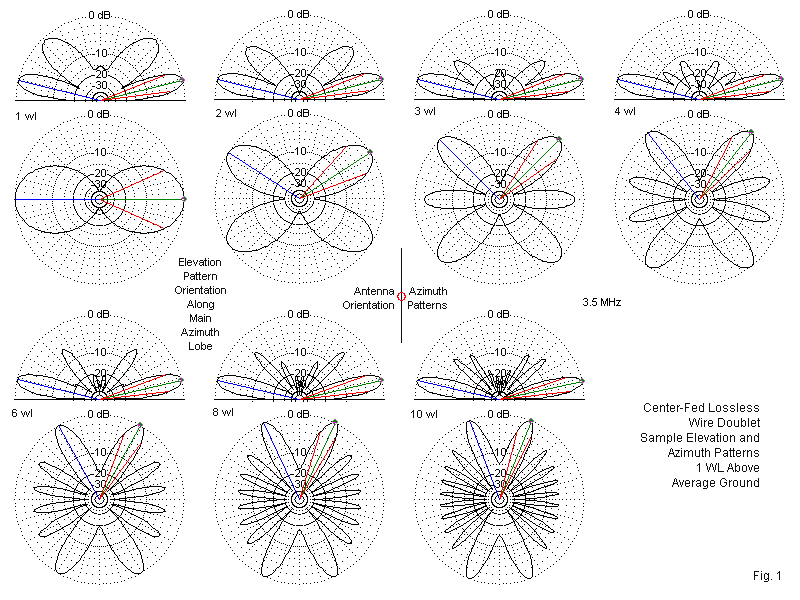 0 dB
-10
20
30
1 wl
0 dB
-10
20
30
2 wl
0 dB
-10
20
30
3 wl
0 dB
-10
20
30
4 wl
0 dB
-10
20
30
0 dB
-10
20
30
0 dB
-10
20
30
0 dB
-10
20
30
Elevation
Pattern
Orientation
Along
Main
Azimuth
Lobe
Antenna Azimuth
Orientation Patterns
3.5 MHz
0 dB
-10
20
30
6 wl
0 dB
-10
20
30
8 wl
0 dB
-10
20
30
10 wl
0 dB
-10
20
30
0 dB
-10
20
30
0 dB
-10
20
30
Center-Fed Lossless
Wire Doublet
Sample Elevation and
Azimuth Patterns
1 WL Above
Average Ground
Fig. 1